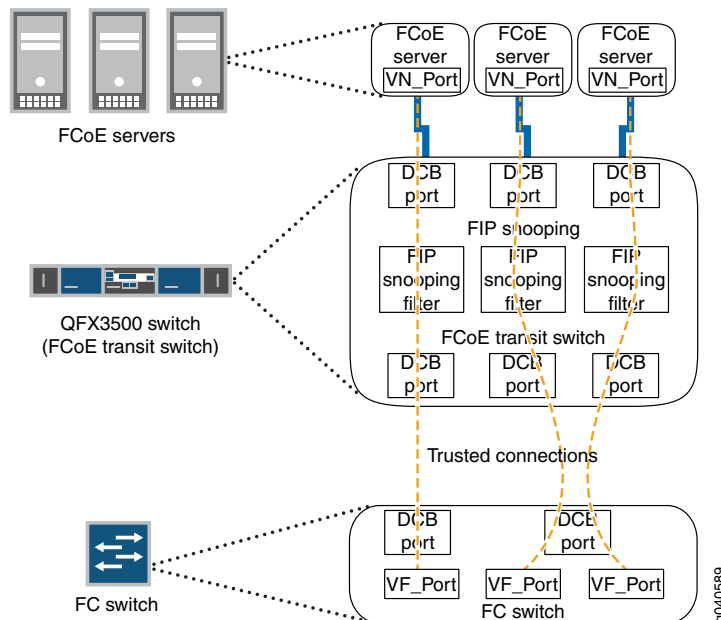 FCoE server
FCoE server
FCoE server
VN_Port
VN_Port
VN_Port
FCoE servers
DCB port
DCB port
DCB port
FIP snooping
FIP snooping filter
FIP snooping filter
FIP snooping filter
QFX3500 switch
(FCoE transit switch)
FCoE transit switch
DCB port
DCB port
DCB port
Trusted connections
DCB port
DCB port
VF_Port
VF_Port
VF_Port
FC switch
FC switch
g040589